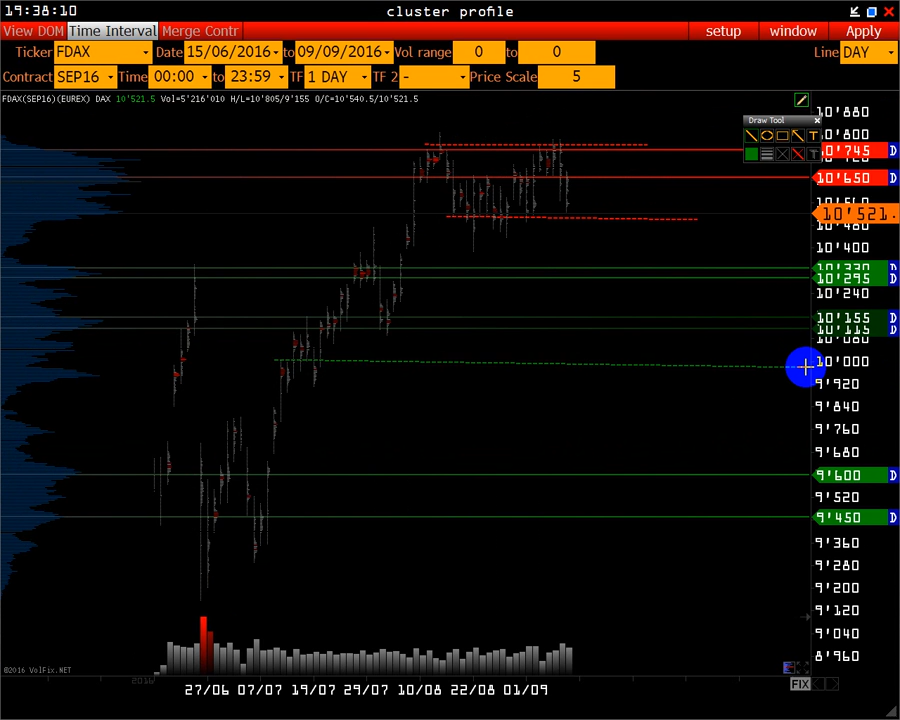 19:38:10 cluster profile
View DOM Time Interval Merge Contr setup window Apply
Ticker FDAX Date 15/06/2016 to 09/09/2016 Vol range 0 to 0 Line DAY
Contract SEP16 Time 00:00 to 23:59 TF 1 DAY TF 2 - Price Scale 5
FDAX(SEP16)(EUREX) DAX 10'521.5 Vol=5'216'010 H/L=10'805/9'155 O/C=10'540.5/10'521.5
10'880
Draw Tool
T
10'800
T
10'745 D
10'650 D
10'521.
10'480
10'400
10'330 D
10'295 D
10'240
10'155 D
10'115 D
10'000
9'920
9'840
9'760
9'680
9'600 D
9'520
9'450 D
9'360
9'280
9'200
9'120
9'040
8'960
©2016 VolFix.NET
2016
FIX
27/06 07/07 19/07 29/07 10/08 22/08 01/09